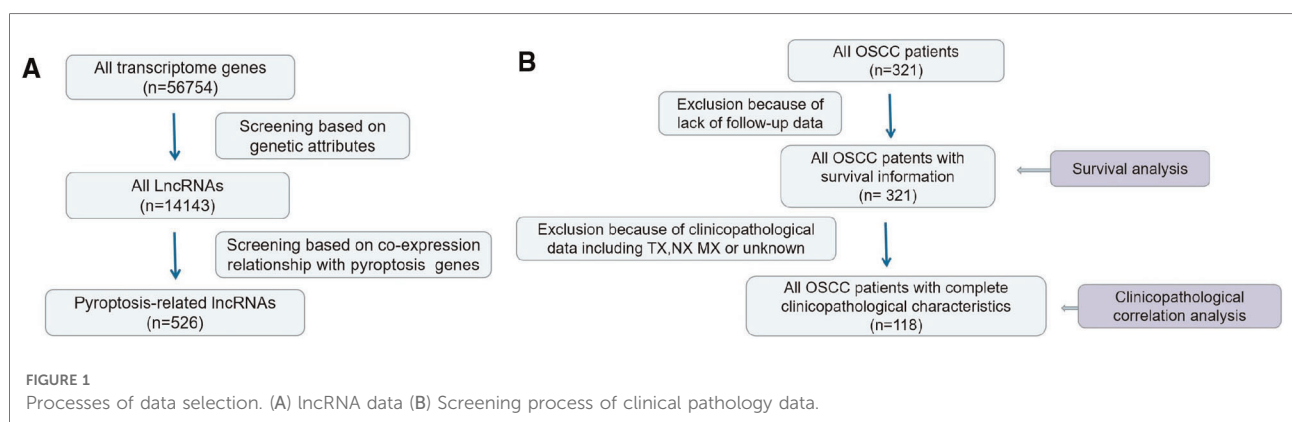 A
All transcriptome genes
(n=56754)
Screening based on
genetic attributes
All LncRNAs
(n=14143)
Screening based on co-expression
relationship with pyroptosis genes
Pyroptosis-related lncRNAs
(n=526)
B
All OSCC patients
(n=321)
Exclusion because of
lack of follow-up data
All OSCC patents with
survival information
(n= 321)
Survival analysis
Exclusion because of clinicopathological
data including TX,NX MX or unknown
All OSCC patients with complete
clinicopathological characteristics
(n=118)
Clinicopathological
correlation analysis
FIGURE 1
Processes of data selection. (A) lncRNA data (B) Screening process of clinical pathology data.